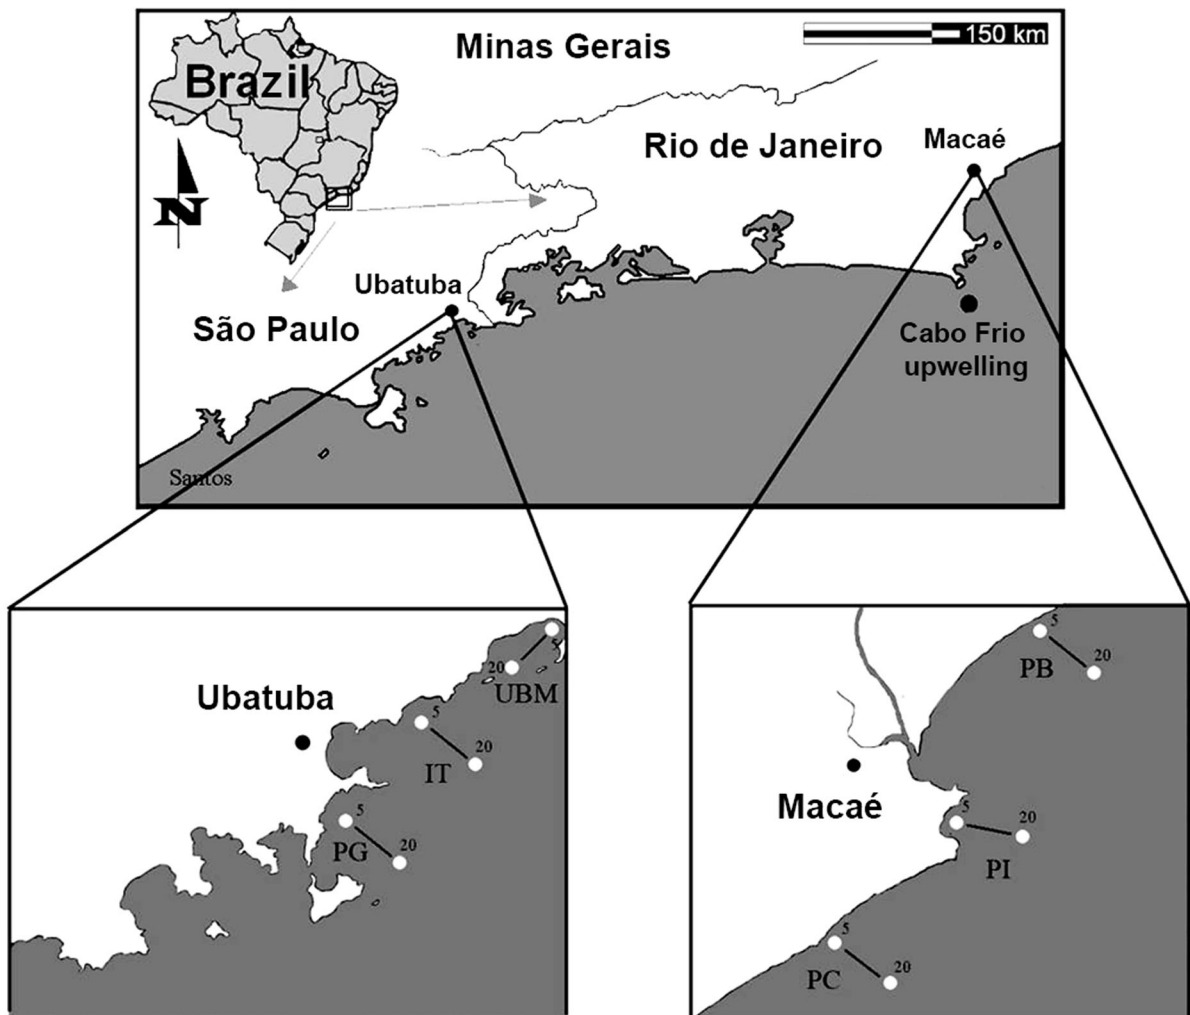 Minas Gerais
150 km
Brazil
Rio de Janeiro
Macaé
N
Ubatuba
São Paulo
Cabo Frio
upwelling
Santos
5
20
UBM
Ubatuba
5
20
IT
5
PG
20
5
PB
20
Macaé
5
20
PI
5
PC
20